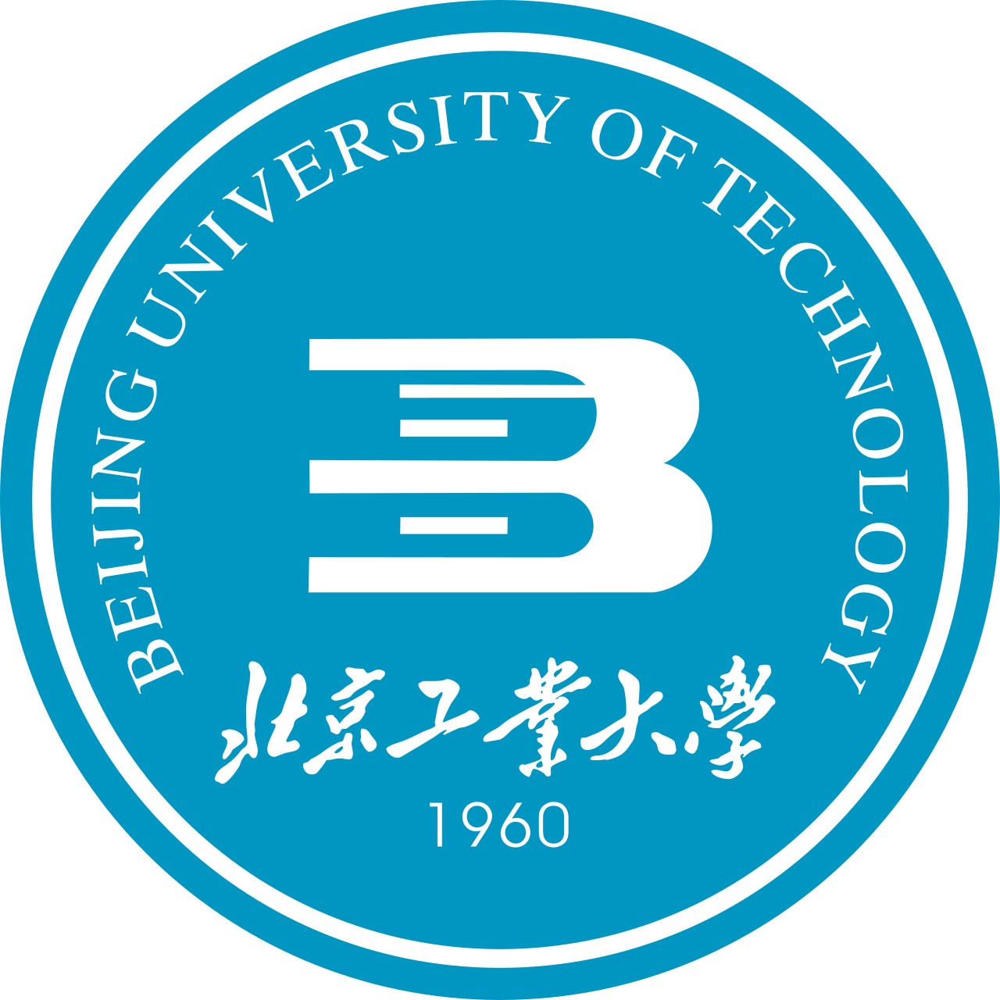 BEIJING UNIVERSITY OF TECHNOLOGY
北京工業大學
1960